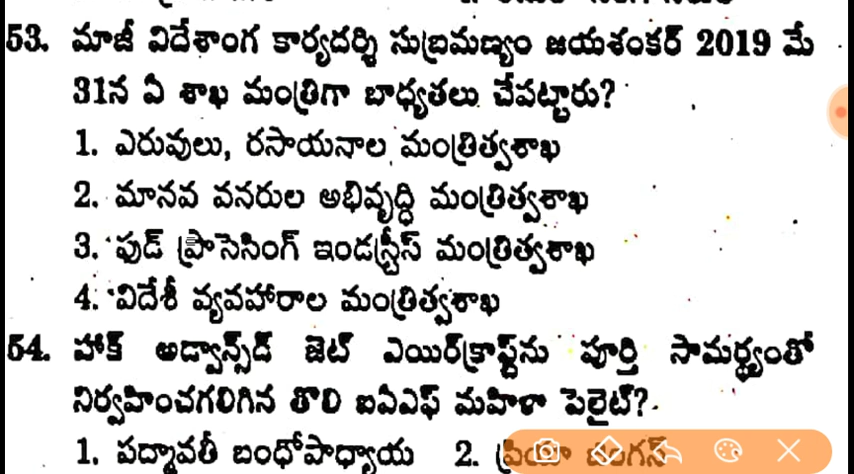 53. మాజీ విదేశాంగ కార్యదర్శి సుబ్రమణ్యం జయశంకర్ 2019 మే
31న ఏ శాఖ మంత్రిగా బాధ్యతలు చేపట్టారు?
1. ఎరువులు, రసాయనాల మంత్రిత్వశాఖ
2. మానవ వనరుల అభివృద్ధి మంత్రిత్వశాఖ
3. ఫుడ్ ప్రాసెసింగ్ ఇండస్ట్రీస్ మంత్రిత్వశాఖ
4. విదేశీ వ్యవహారాల మంత్రిత్వశాఖ
54. హాక్ అడ్వాన్స్‌డ్ జెట్ ఎయిర్‌క్రాఫ్ట్‌ను పూర్తి సామర్థ్యంతో
నిర్వహించగలిగిన తొలి ఐఏఎఫ్ మహిళా పైలైట్?
1. పద్మావతీ బంధోపాధ్యాయ 2.